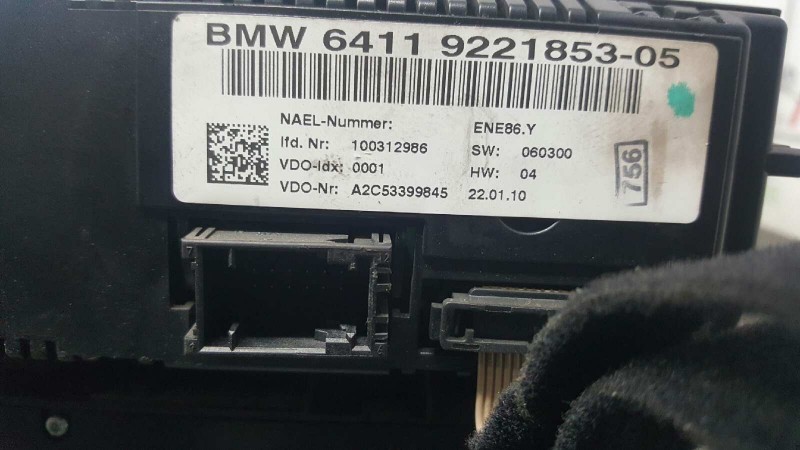 BMW 6411 9221853-05
NAEL-Nummer: ENE86.Y
lfd. Nr: 100312986 SW: 060300
VDO-Idx: 0001 HW: 04
VDO-Nr: A2C53399845 22.01.10
756